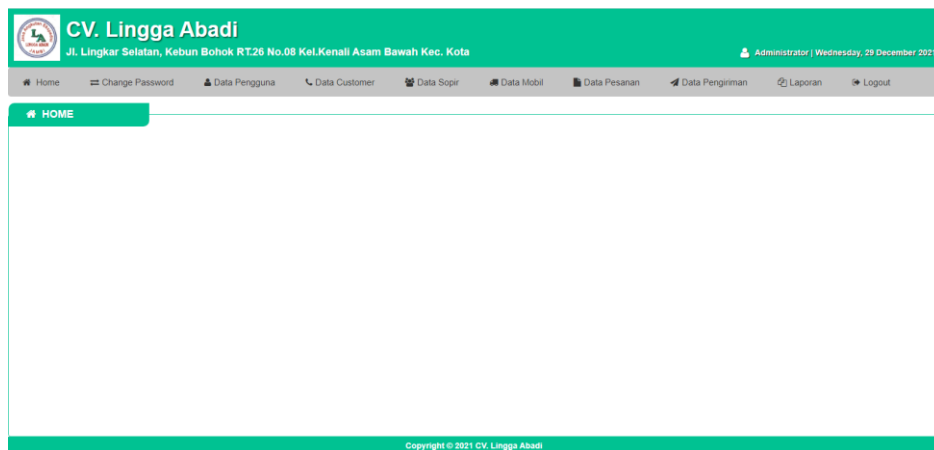 CV. Lingga Abadi
Jl. Lingkar Selatan, Kebun Bohok RT.26 No.08 Kel.Kenali Asam Bawah Kec. Kota
Administrator | Wednesday, 29 December 2021
Home Change Password Data Pengguna Data Customer Data Sopir Data Mobil Data Pesanan Data Pengiriman Laporan Logout
HOME
Copyright © 2021 CV. Lingga Abadi